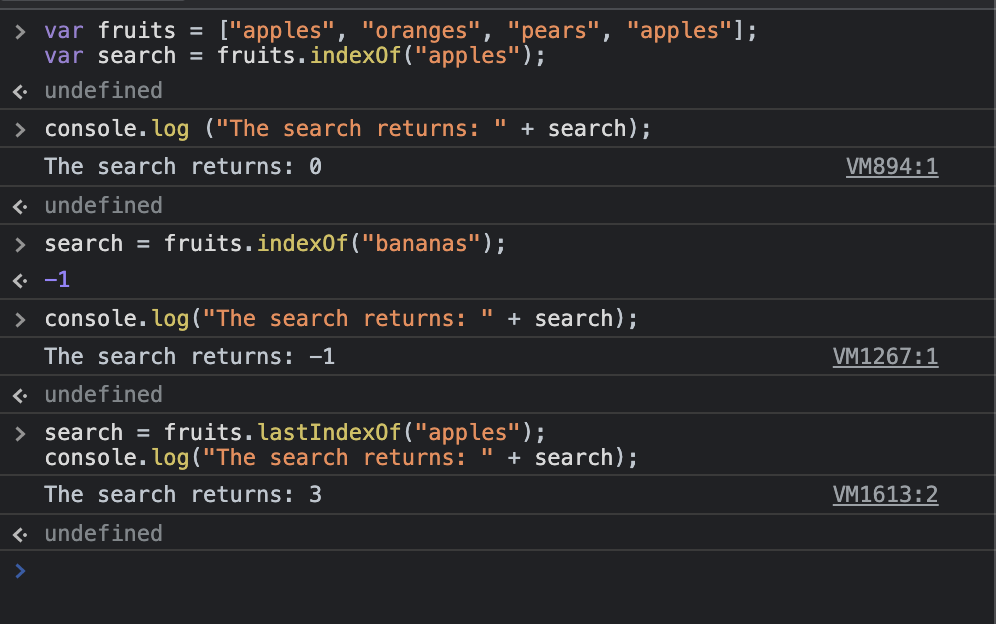 > var fruits = ["apples", "oranges", "pears", "apples"];
var search = fruits.indexOf("apples");
undefined
> console.log ("The search returns: " + search);
The search returns: 0 VM894:1
undefined
> search = fruits.indexOf("bananas");
-1
> console.log("The search returns: " + search);
The search returns: -1 VM1267:1
undefined
> search = fruits.lastIndexOf("apples");
console.log("The search returns: " + search);
The search returns: 3 VM1613:2
undefined
>